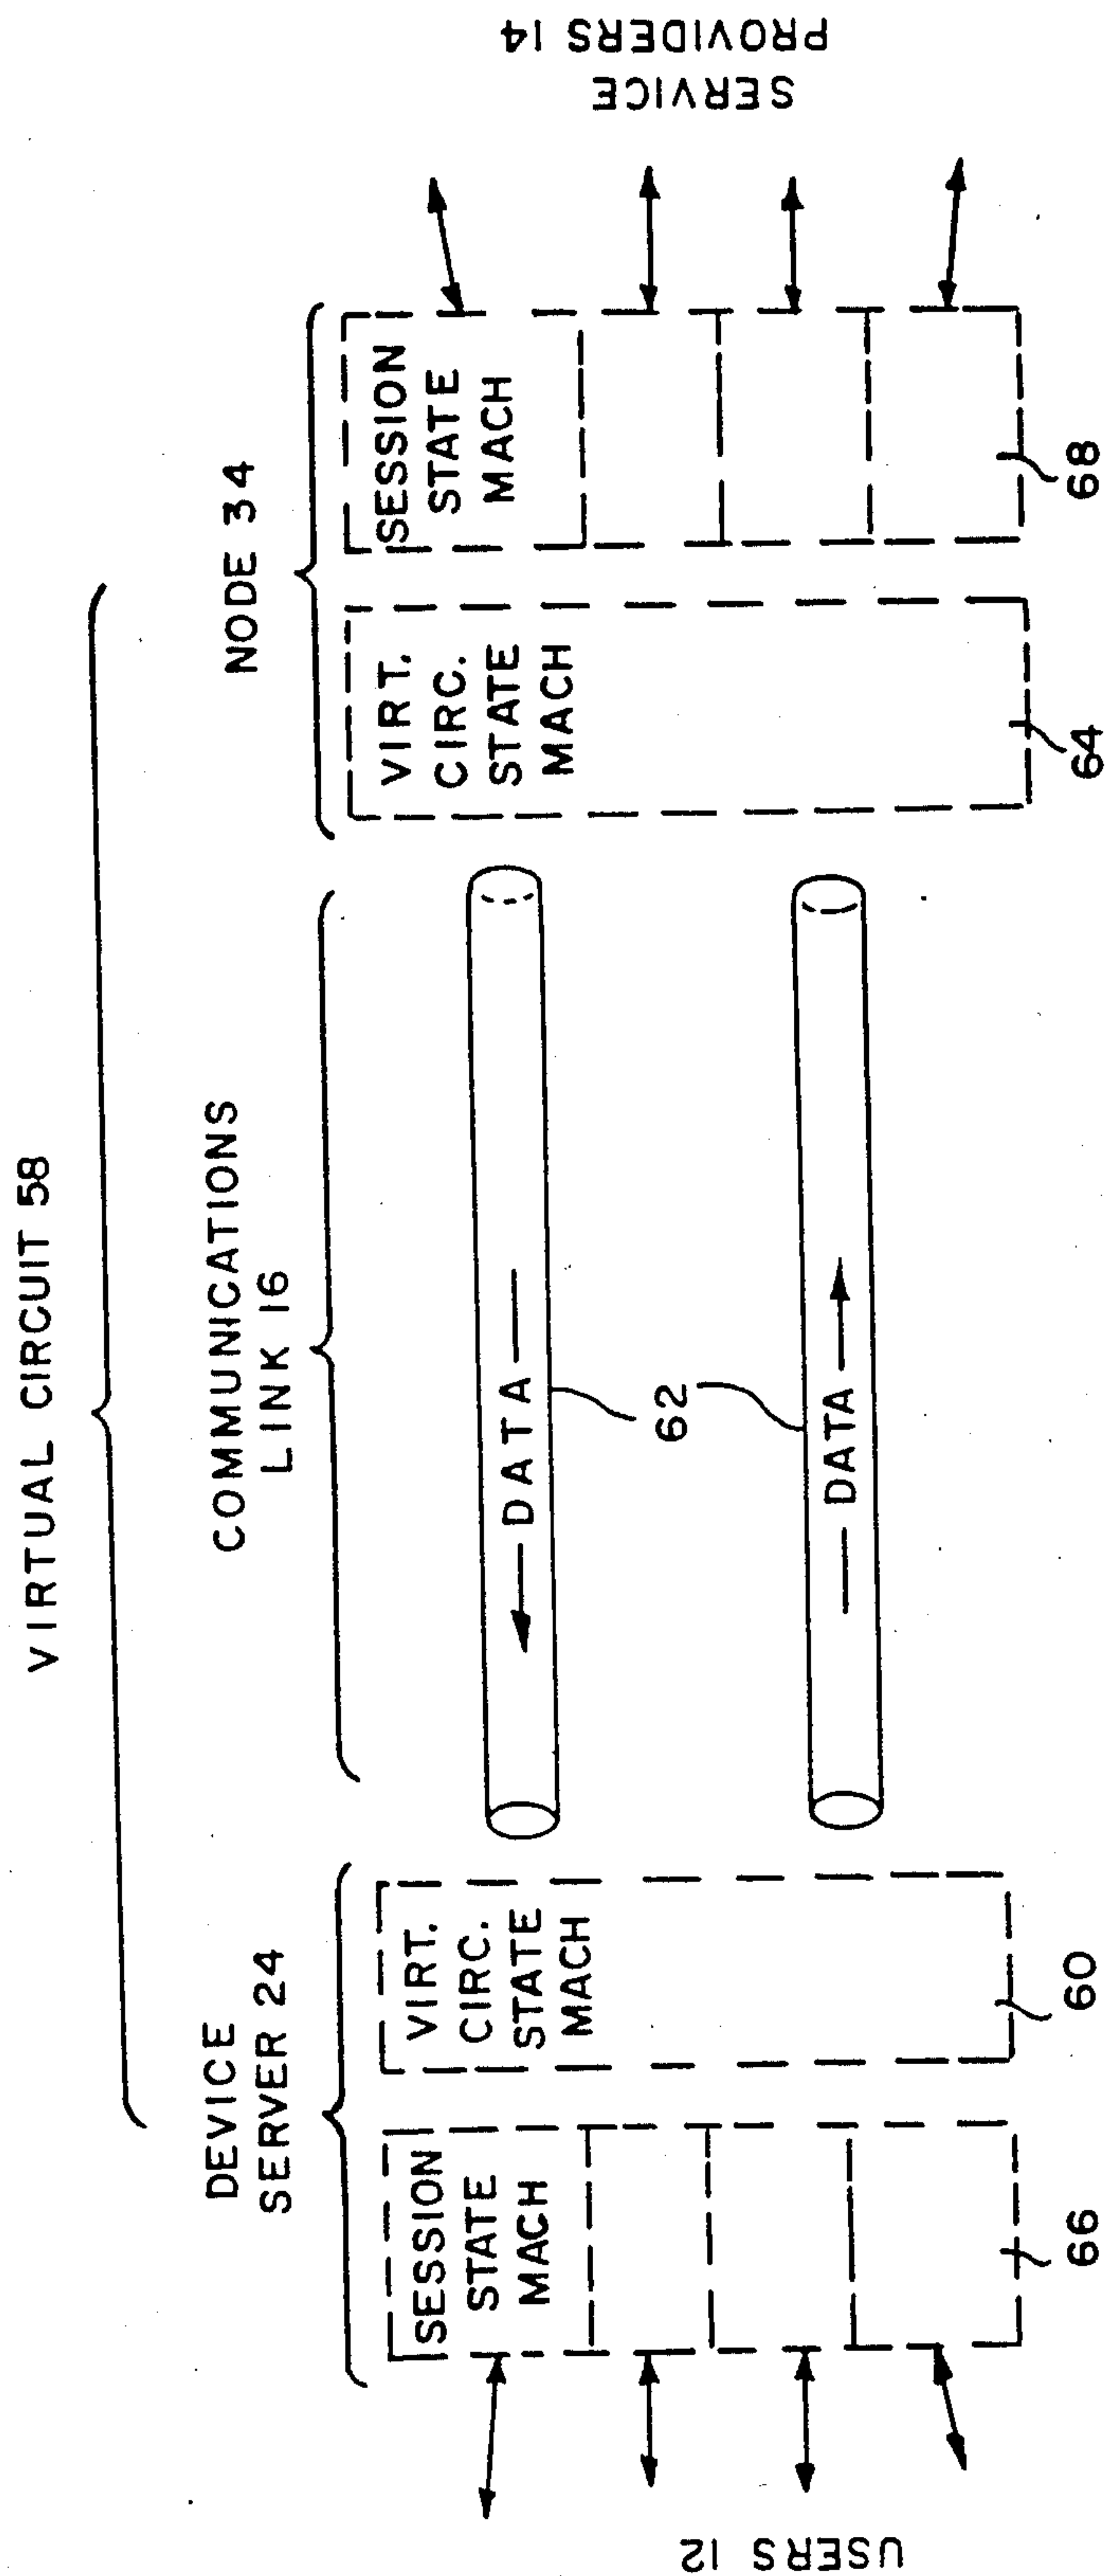 VIRTUAL CIRCUIT 58
DEVICE
SERVER 24
COMMUNICATIONS
LINK 16
NODE 34
USERS 12
SESSION
STATE
MACH
66
VIRT.
CIRC.
STATE
MACH
60
DATA
62
DATA
VIRT.
CIRC.
STATE
MACH
64
SESSION
STATE
MACH
68
SERVICE
PROVIDERS 14